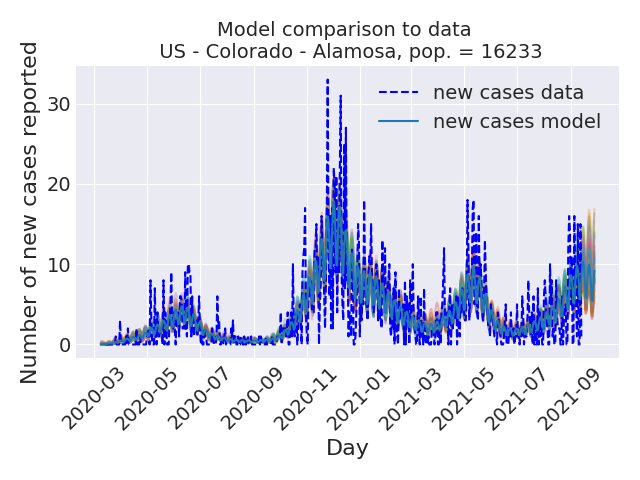 Model comparison to data
US - Colorado - Alamosa, pop. = 16233
Number of new cases reported
30
20
10
0
new cases data
new cases model
2020-03
2020-05
2020-07
2020-09
2020-11
2021-01
2021-03
2021-05
2021-07
2021-09
Day